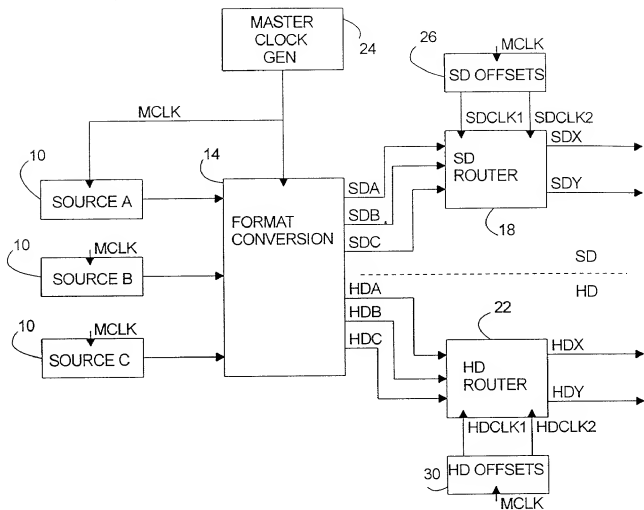 MASTER
CLOCK
GEN
24
26
MCLK
SD OFFSETS
MCLK
SDCLK1
SDCLK2
10
SOURCE A
14
FORMAT
CONVERSION
SDA
SDB
SDC
SD
ROUTER
SDX
SDY
18
10
MCLK
SOURCE B
SD
HD
10
MCLK
SOURCE C
HDA
HDB
HDC
22
HD
ROUTER
HDX
HDY
HDCLK1
HDCLK2
30
HD OFFSETS
MCLK